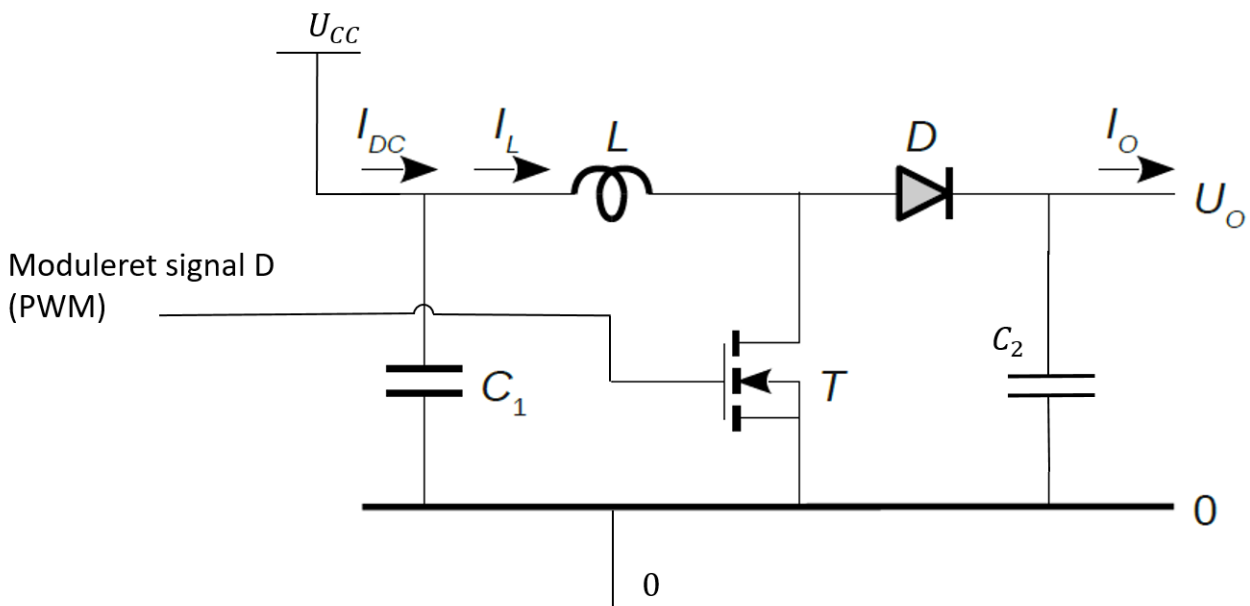 U_CC
I_DC
I_L
L
D
I_O
U_O
Moduleret signal D
(PWM)
C_1
T
C_2
0
0